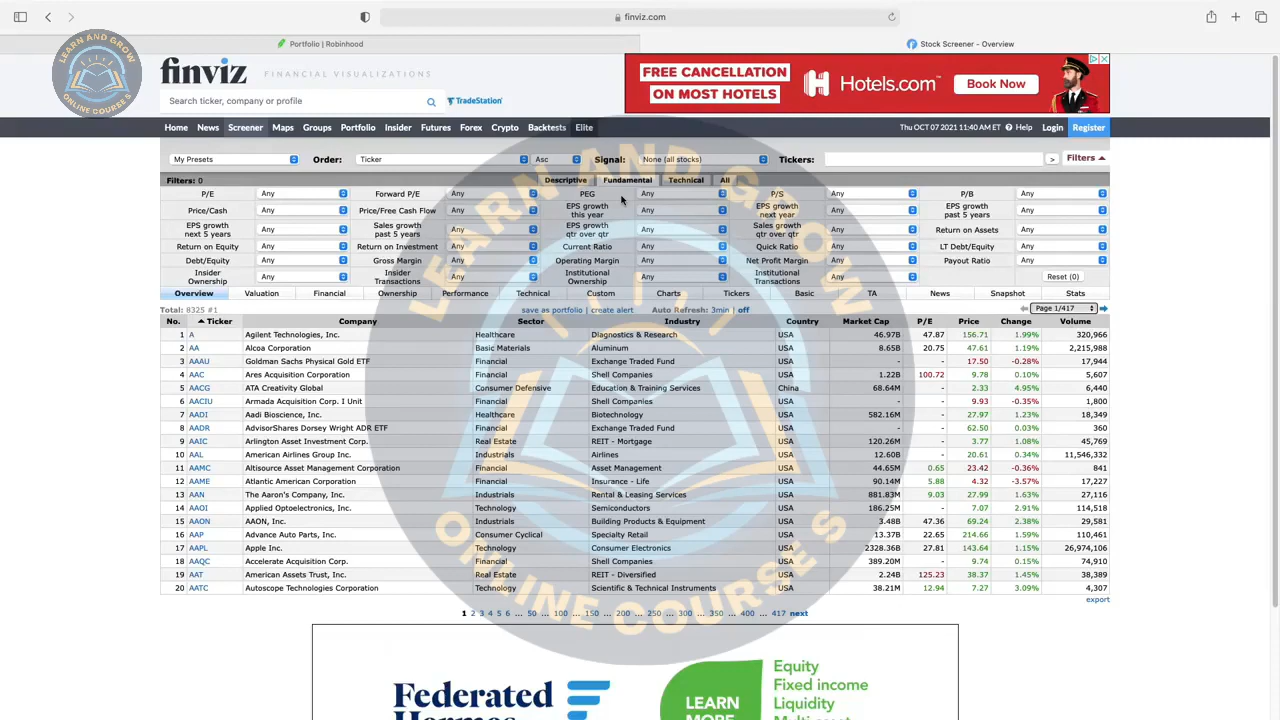 finviz.com
Portfolio | Robinhood
Stock Screener - Overview
LEARN AND GROW
ONLINE COURSES
finviz FINANCIAL VISUALIZATIONS
Search ticker, company or profile
TradeStation
FREE CANCELLATION
ON MOST HOTELS
Hotels.com
Book Now
Home News Screener Maps Groups Portfolio Insider Futures Forex Crypto Backtests Elite
Thu OCT 07 2021 11:40 AM ET Help Login Register
My Presets Order: Ticker Asc Signal: None (all stocks) Tickers: > Filters
Filters: 0 Descriptive Fundamental Technical All
P/E Any Forward P/E Any PEG Any P/S Any P/B Any
Price/Cash Any Price/Free Cash Flow Any EPS growth this year Any EPS growth next year Any EPS growth past 5 years Any
EPS growth next 5 years Any Sales growth past 5 years Any EPS growth qtr over qtr Any Sales growth qtr over qtr Any Return on Assets Any
Return on Equity Any Return on Investment Any Current Ratio Any Quick Ratio Any LT Debt/Equity Any
Debt/Equity Any Gross Margin Any Operating Margin Any Net Profit Margin Any Payout Ratio Any
Insider Ownership Any Insider Transactions Any Institutional Ownership Any Institutional Transactions Any Reset (0)
Overview Valuation Financial Ownership Performance Technical Custom Charts Tickers Basic TA News Snapshot Stats
Total: 8325 #1 save as portfolio | create alert Auto Refresh: 3min | off Page 1/417
No. Ticker Company Sector Industry Country Market Cap P/E Price Change Volume
1 A Agilent Technologies, Inc. Healthcare Diagnostics & Research USA 46.97B 47.87 156.71 1.99% 320,966
2 AA Alcoa Corporation Basic Materials Aluminum USA 8.65B 20.75 47.61 1.19% 2,215,988
3 AAAU Goldman Sachs Physical Gold ETF Financial Exchange Traded Fund USA - - 17.50 -0.28% 17,944
4 AAC Ares Acquisition Corporation Financial Shell Companies USA 1.22B 100.72 9.78 0.10% 5,607
5 AACG ATA Creativity Global Consumer Defensive Education & Training Services China 68.64M - 2.33 4.95% 6,440
6 AACIU Armada Acquisition Corp. I Unit Financial Shell Companies USA - - 9.93 -0.35% 1,800
7 AADI Aadi Bioscience, Inc. Healthcare Biotechnology USA 582.16M - 27.97 1.23% 18,349
8 AADR AdvisorShares Dorsey Wright ADR ETF Financial Exchange Traded Fund USA - - 62.50 0.03% 360
9 AAIC Arlington Asset Investment Corp. Real Estate REIT - Mortgage USA 120.26M - 3.77 1.08% 45,769
10 AAL American Airlines Group Inc. Industrials Airlines USA 12.60B - 20.61 0.34% 11,546,332
11 AAMC Altisource Asset Management Corporation Financial Asset Management USA 44.65M 0.65 23.42 -0.36% 841
12 AAME Atlantic American Corporation Financial Insurance - Life USA 90.14M 5.88 4.32 -3.57% 17,227
13 AAN The Aaron's Company, Inc. Industrials Rental & Leasing Services USA 881.83M 9.03 27.99 1.63% 27,116
14 AAOI Applied Optoelectronics, Inc. Technology Semiconductors USA 186.25M - 7.07 2.91% 114,518
15 AAON AAON, Inc. Industrials Building Products & Equipment USA 3.48B 47.36 69.24 2.38% 29,581
16 AAP Advance Auto Parts, Inc. Consumer Cyclical Specialty Retail USA 13.37B 22.65 214.66 1.59% 110,461
17 AAPL Apple Inc. Technology Consumer Electronics USA 2328.36B 27.81 143.64 1.15% 26,974,106
18 AAQC Accelerate Acquisition Corp. Financial Shell Companies USA 389.20M - 9.74 0.15% 74,910
19 AAT American Assets Trust, Inc. Real Estate REIT - Diversified USA 2.24B 125.23 38.37 1.45% 38,389
20 AATC Autoscope Technologies Corporation Technology Scientific & Technical Instruments USA 38.21M 12.94 7.27 3.09% 4,307
export
1 2 3 4 5 6 ... 50 ... 100 ... 150 ... 200 ... 250 ... 300 ... 350 ... 400 ... 417 next
LEARN AND GROW
ONLINE COURSES
Federated
Hermes
LEARN
MORE
Equity
Fixed income
Liquidity